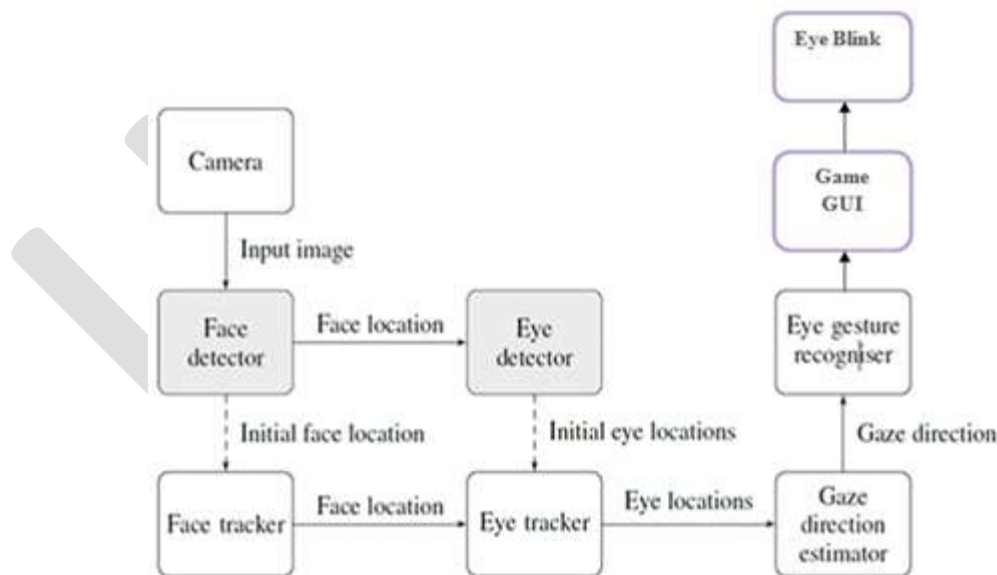 Eye Blink
Game
GUI
Camera
Input image
Face
detector
Face location
Eye
detector
Eye gesture
recogniser
Initial face location
Initial eye locations
Gaze direction
Face tracker
Face location
Eye tracker
Eye locations
Gaze
direction
estimator